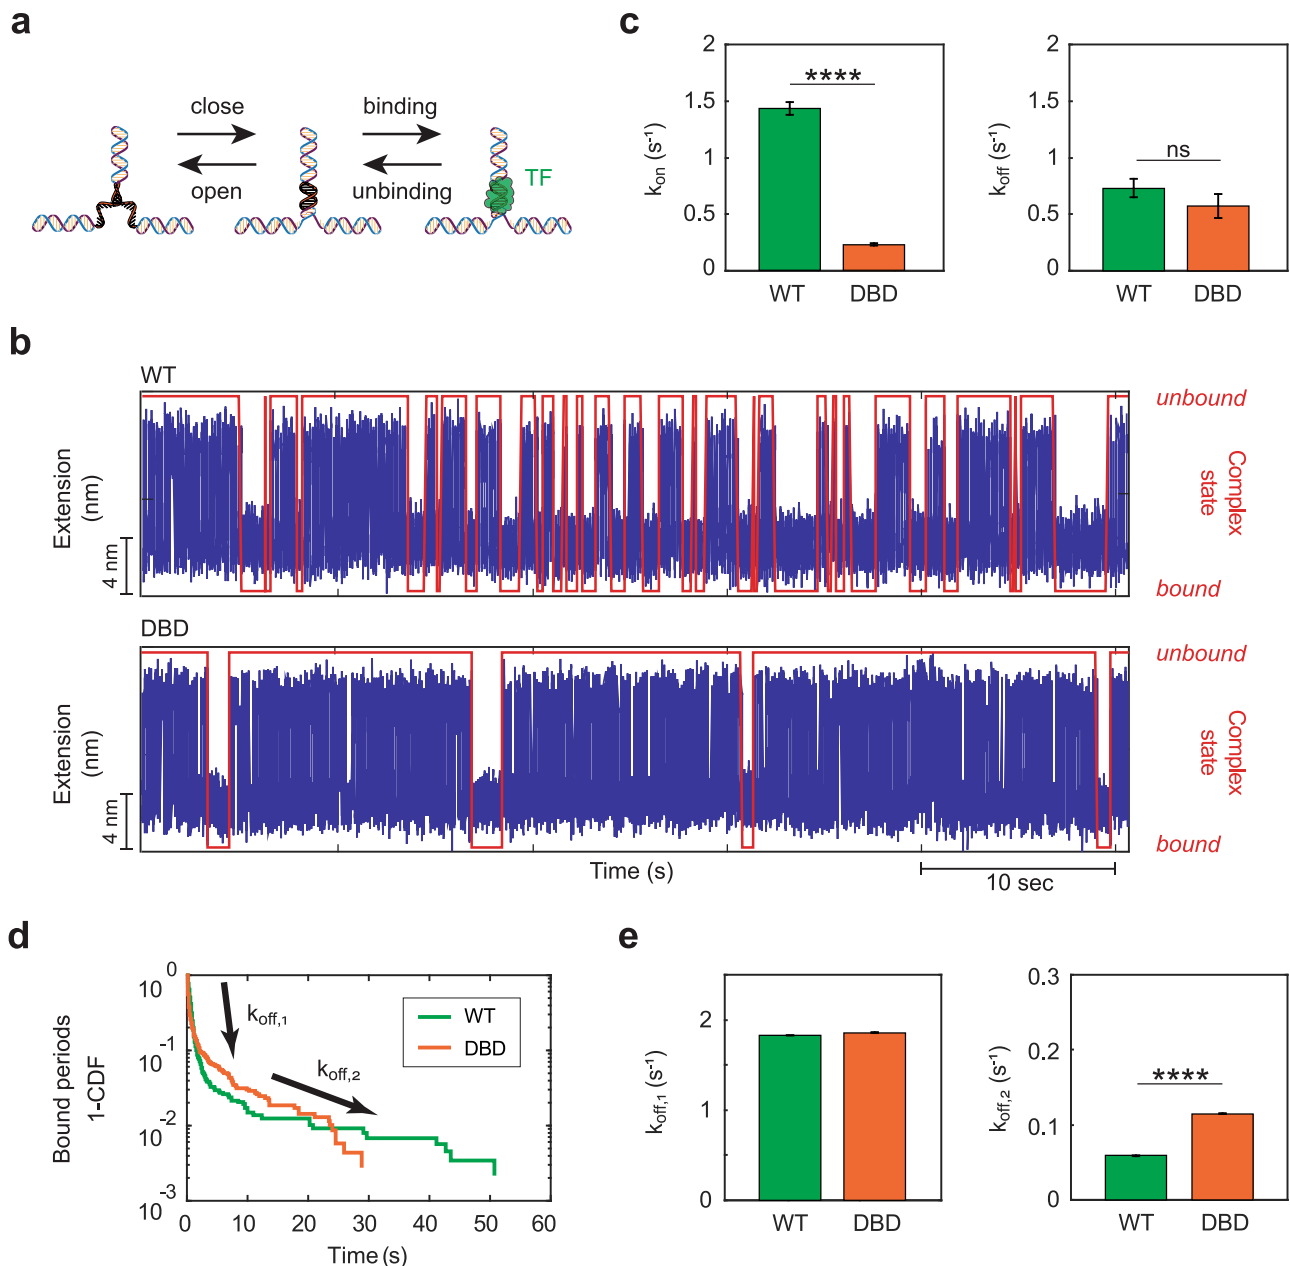 a
close
binding
open
unbinding
TF
c
2
1.5
1
0.5
0
kon (s-1)
****
WT
DBD
2
1.5
1
0.5
0
koff (s-1)
ns
WT
DBD
b
WT
Extension
(nm)
4 nm
unbound
Complex
state
bound
DBD
Extension
(nm)
4 nm
unbound
Complex
state
bound
Time (s)
10 sec
d
Bound periods
1-CDF
10 0
10 -1
10 -2
10 -3
koff,1
koff,2
WT
DBD
0 10 20 30 40 50 60
Time (s)
e
2
1
0
koff,1 (s-1)
WT
DBD
0.3
0.2
0.1
0
koff,2 (s-1)
****
WT
DBD